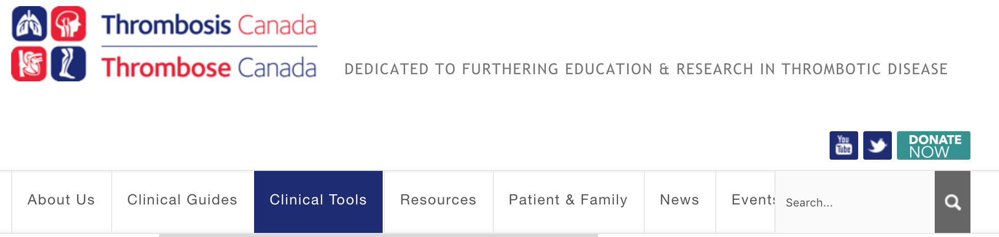 Thrombosis Canada
Thrombose Canada
DEDICATED TO FURTHERING EDUCATION & RESEARCH IN THROMBOTIC DISEASE
You
Tube
DONATE
NOW
About Us
Clinical Guides
Clinical Tools
Resources
Patient & Family
News
Events
Search...